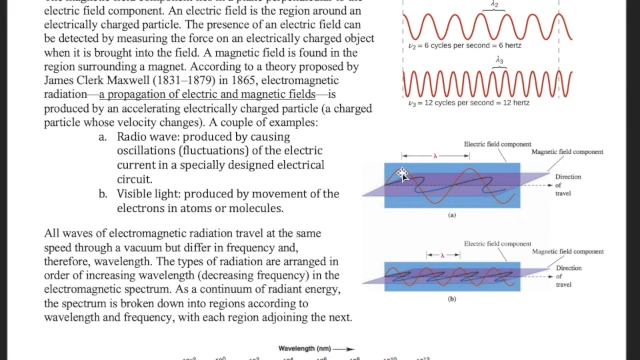 electric field component. An electric field is the region around an
electrically charged particle. The presence of an electric field can
be detected by measuring the force on an electrically charged object
when it is brought into the field. A magnetic field is found in the
region surrounding a magnet. According to a theory proposed by
James Clerk Maxwell (1831–1879) in 1865, electromagnetic
radiation—a propagation of electric and magnetic fields—is
produced by an accelerating electrically charged particle (a charged
particle whose velocity changes). A couple of examples:
a. Radio wave: produced by causing
oscillations (fluctuations) of the electric
current in a specially designed electrical
circuit.
b. Visible light: produced by movement of the
electrons in atoms or molecules.
All waves of electromagnetic radiation travel at the same
speed through a vacuum but differ in frequency and,
therefore, wavelength. The types of radiation are arranged in
order of increasing wavelength (decreasing frequency) in the
electromagnetic spectrum. As a continuum of radiant energy,
the spectrum is broken down into regions according to
wavelength and frequency, with each region adjoining the next.
λ2
ν2 = 6 cycles per second = 6 hertz
λ3
ν3 = 12 cycles per second = 12 hertz
Electric field component
Magnetic field component
λ
Direction
of
travel
(a)
Electric field component
Magnetic field component
λ
Direction
of
travel
(b)
Wavelength (nm)